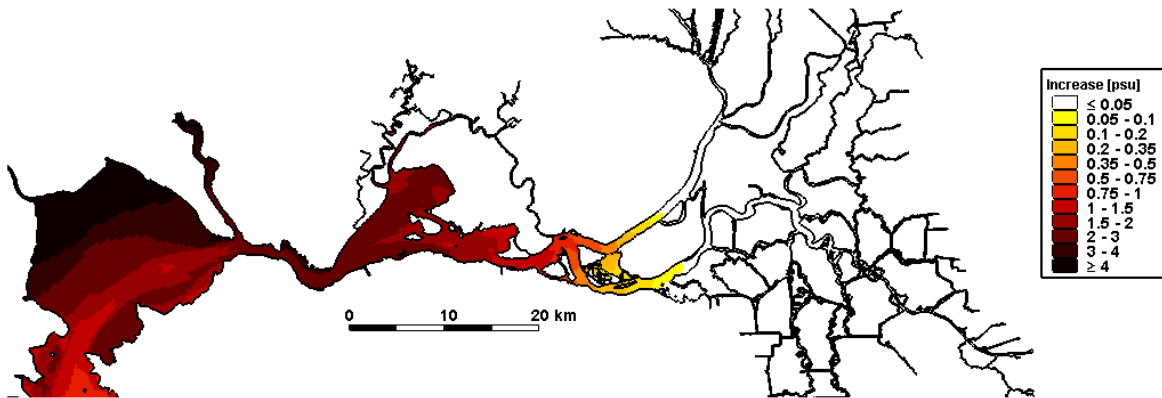 Increase [psu]
≤ 0.05
0.05 - 0.1
0.1 - 0.2
0.2 - 0.35
0.35 - 0.5
0.5 - 0.75
0.75 - 1
1 - 1.5
1.5 - 2
2 - 3
3 - 4
≥ 4
0 10 20 km